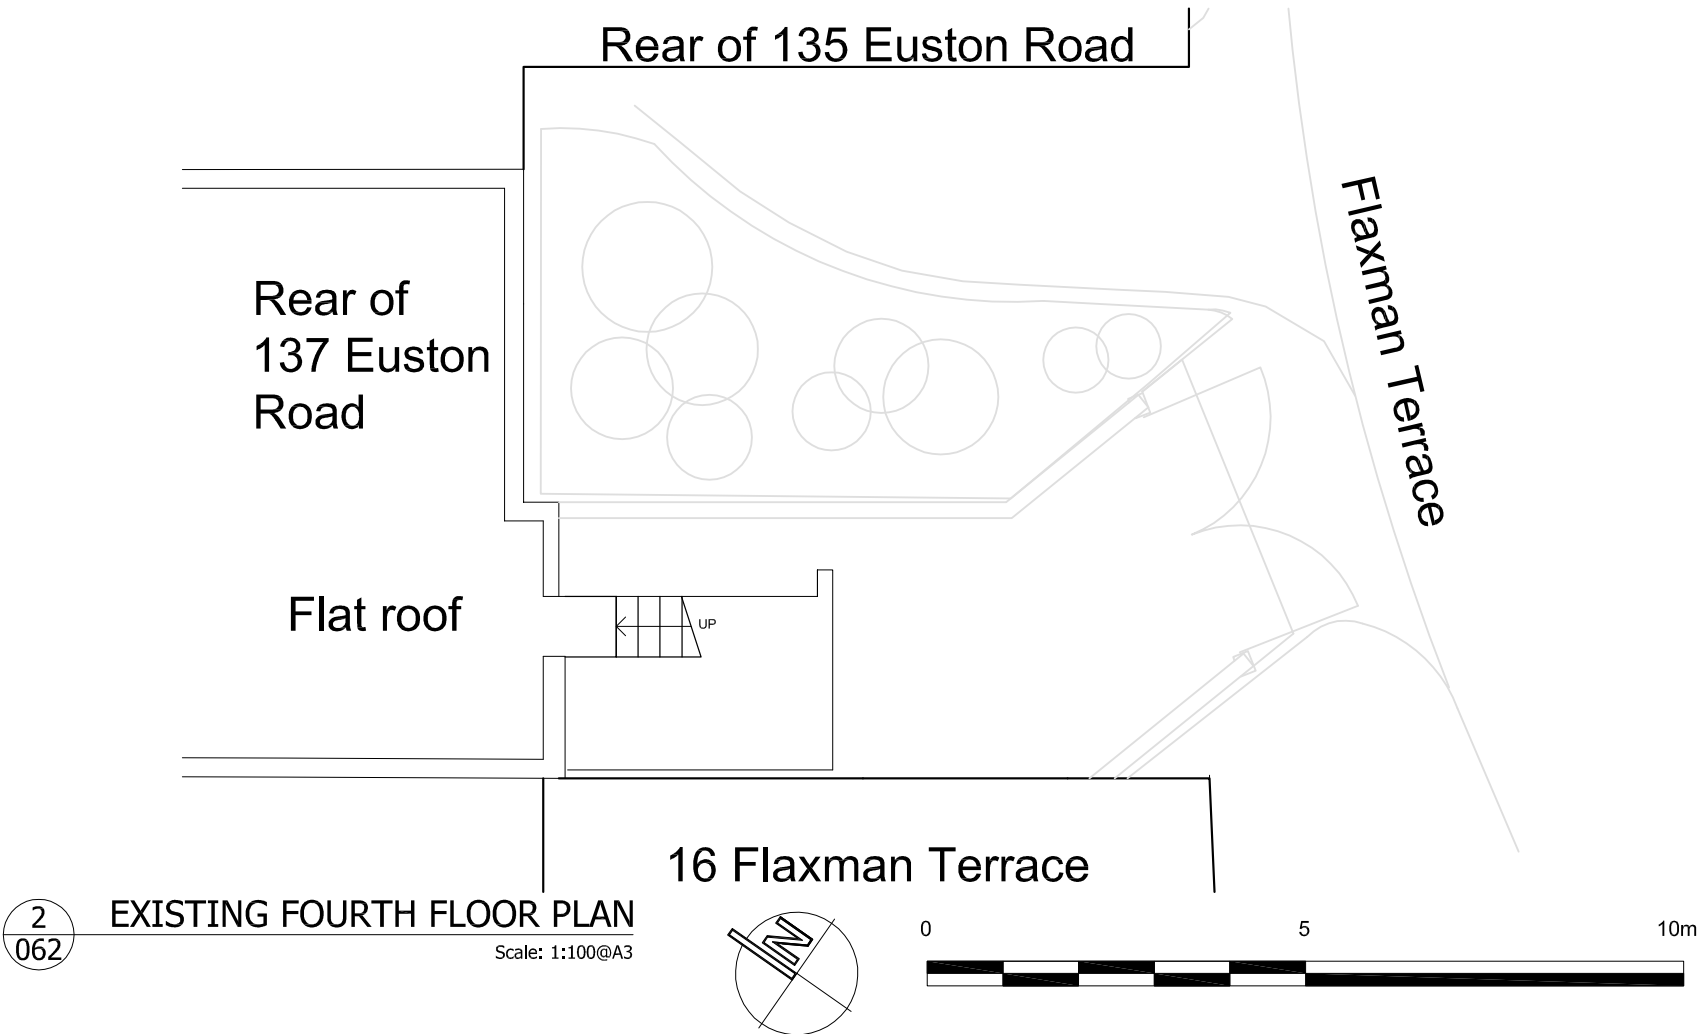 Rear of 135 Euston Road
Flaxman Terrace
Rear of
137 Euston
Road
Flat roof
UP
16 Flaxman Terrace
2
062
EXISTING FOURTH FLOOR PLAN
Scale: 1:100@A3
N
0 5 10m